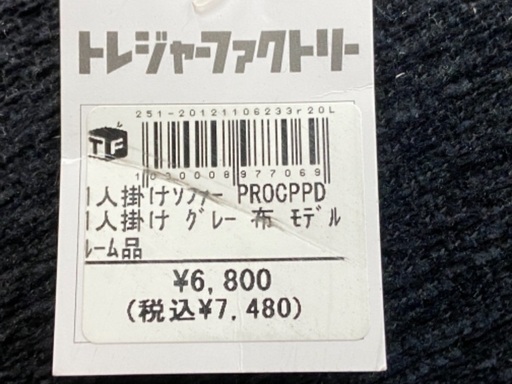 トレジャーファクトリー
251-20121106233r20L
TF
1030008977069
1人掛けソファー PROCPPD
1人掛け グレー 布 モデル
ルーム品
¥6,800
(税込¥7,480)